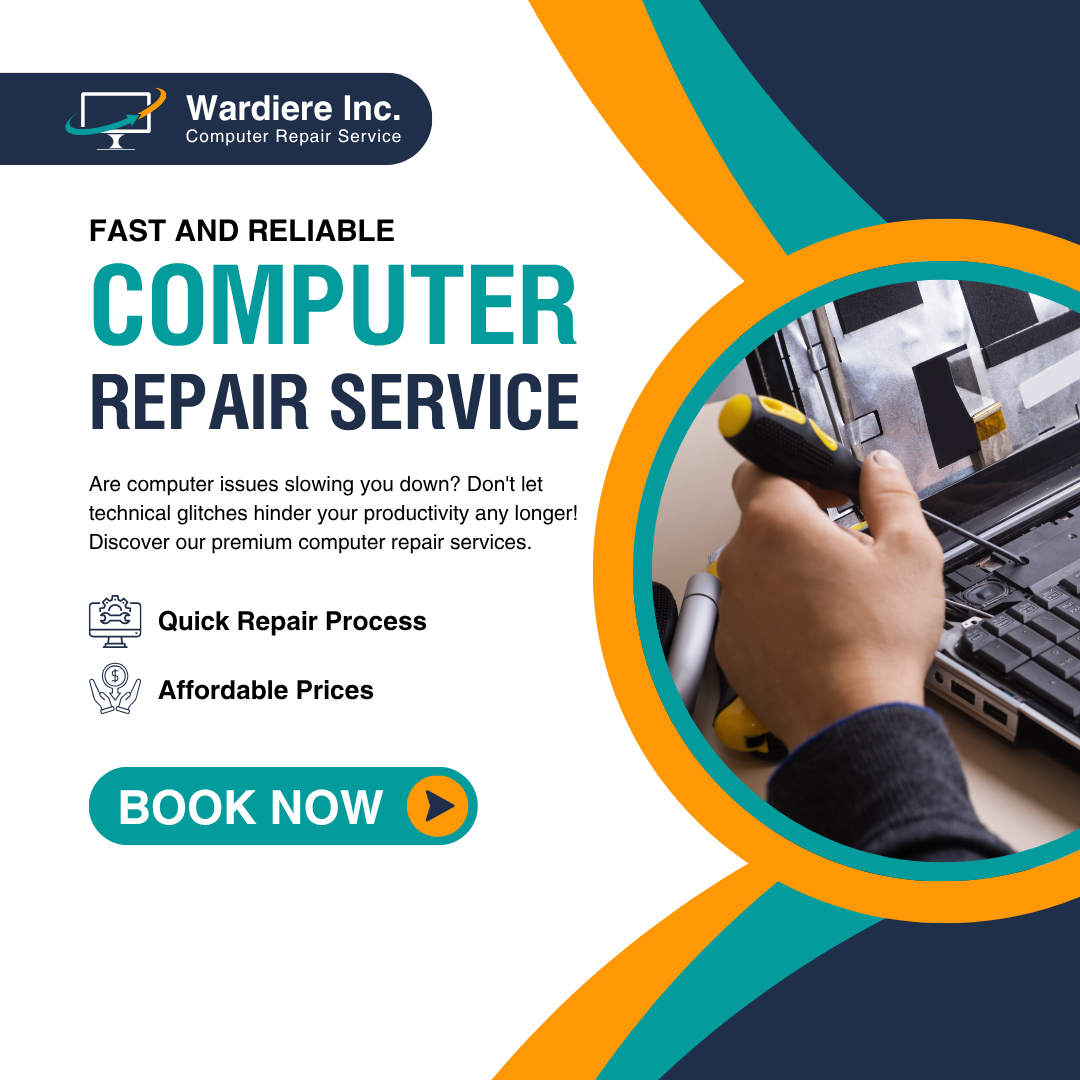 Wardiere Inc.
Computer Repair Service
FAST AND RELIABLE
COMPUTER
REPAIR SERVICE
Are computer issues slowing you down? Don't let
technical glitches hinder your productivity any longer!
Discover our premium computer repair services.
Quick Repair Process
$
Affordable Prices
BOOK NOW